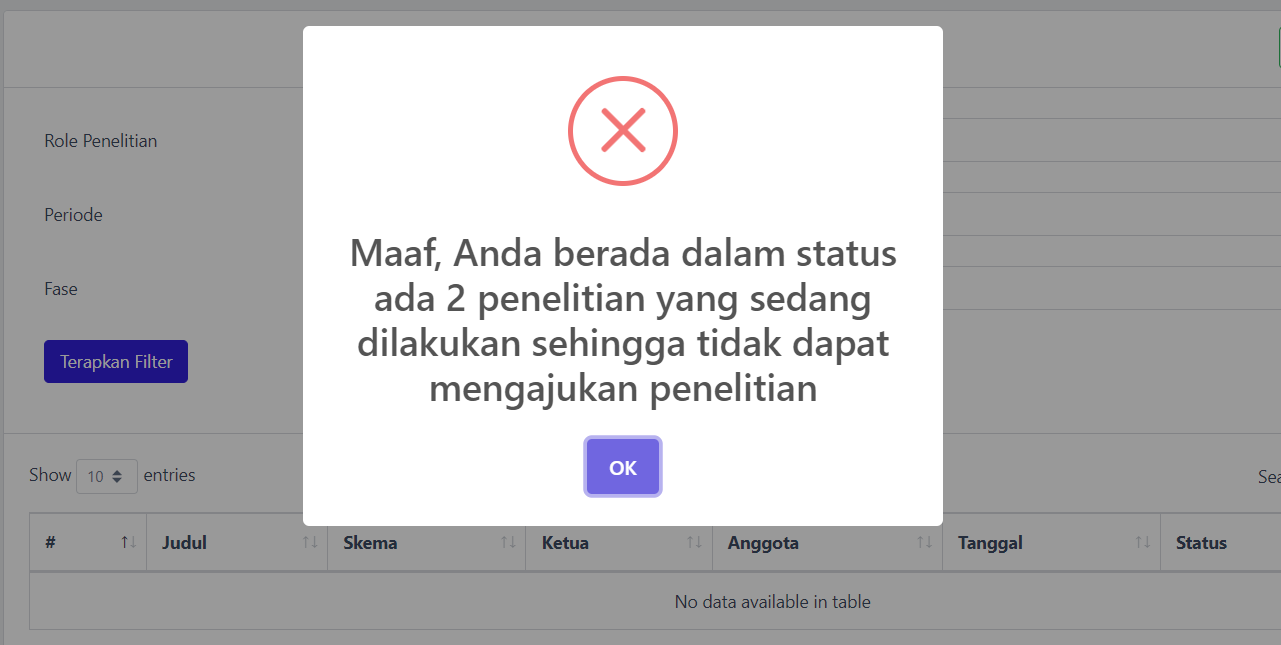 Maaf, Anda berada dalam status
ada 2 penelitian yang sedang
dilakukan sehingga tidak dapat
mengajukan penelitian
OK
Role Penelitian
Periode
Fase
Terapkan Filter
Show 10 entries
# Judul Skema Ketua Anggota Tanggal Status
No data available in table